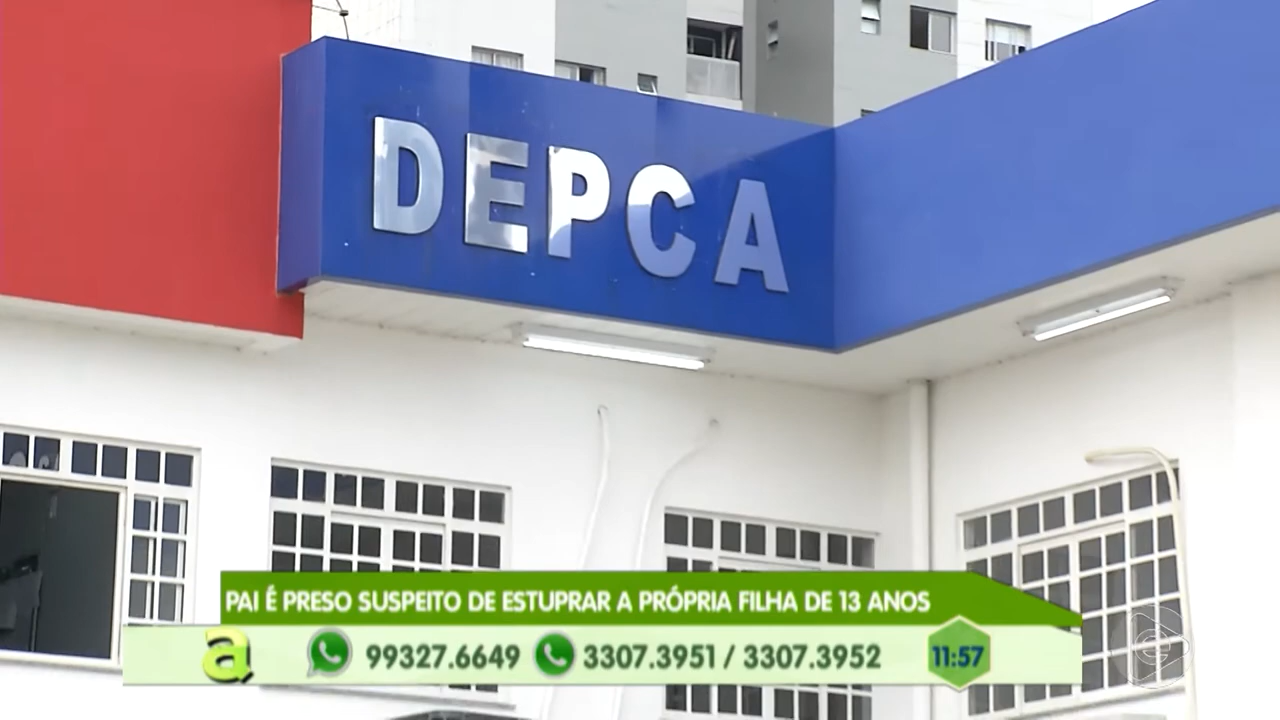 DEPCA
PAI É PRESO SUSPEITO DE ESTUPRAR A PRÓPRIA FILHA DE 13 ANOS
a 99327.6649 3307.3951 / 3307.3952 11:57